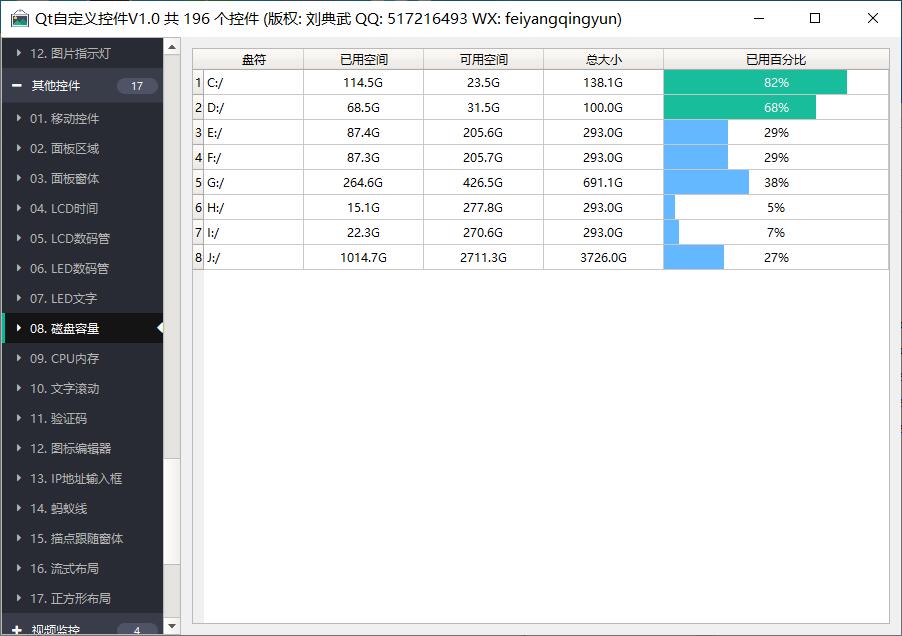 Qt自定义控件V1.0 共 196 个控件 (版权: 刘典武 QQ: 517216493 WX: feiyangqingyun)
12. 图片指示灯
其他控件 17
01. 移动控件
02. 面板区域
03. 面板窗体
04. LCD时间
05. LCD数码管
06. LED数码管
07. LED文字
08. 磁盘容量
09. CPU内存
10. 文字滚动
11. 验证码
12. 图标编辑器
13. IP地址输入框
14. 蚂蚁线
15. 描点跟随窗体
16. 流式布局
17. 正方形布局
视频监控 4
盘符 已用空间 可用空间 总大小 已用百分比
1 C:/ 114.5G 23.5G 138.1G 82%
2 D:/ 68.5G 31.5G 100.0G 68%
3 E:/ 87.4G 205.6G 293.0G 29%
4 F:/ 87.3G 205.7G 293.0G 29%
5 G:/ 264.6G 426.5G 691.1G 38%
6 H:/ 15.1G 277.8G 293.0G 5%
7 I:/ 22.3G 270.6G 293.0G 7%
8 J:/ 1014.7G 2711.3G 3726.0G 27%